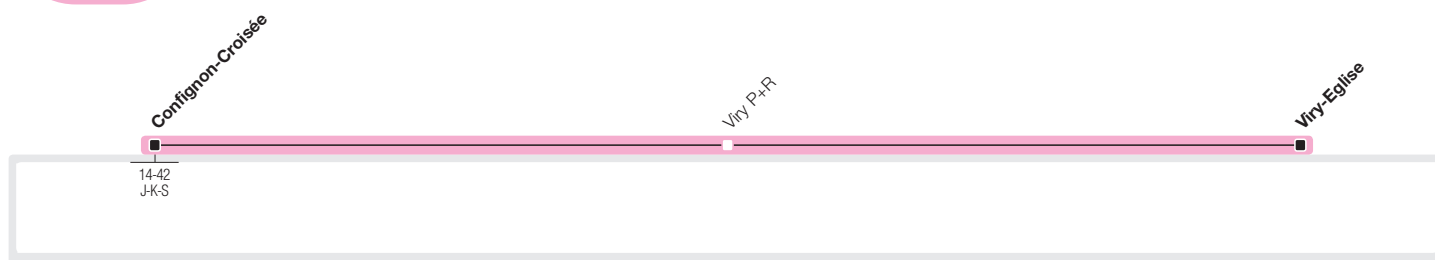 Confignon-Croisée
Viry P+R
Viry-Eglise
14-42
J-K-S